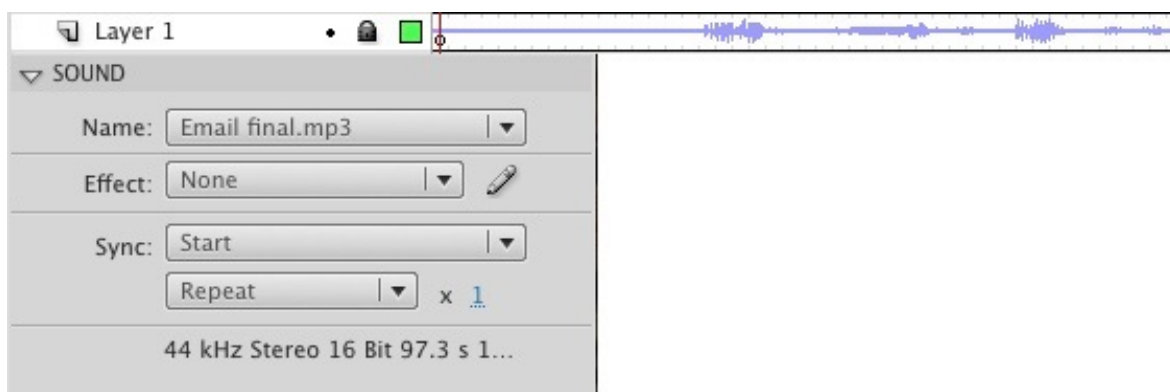 Layer 1
SOUND
Name: Email final.mp3
Effect: None
Sync: Start
Repeat x 1
44 kHz Stereo 16 Bit 97.3 s 1...